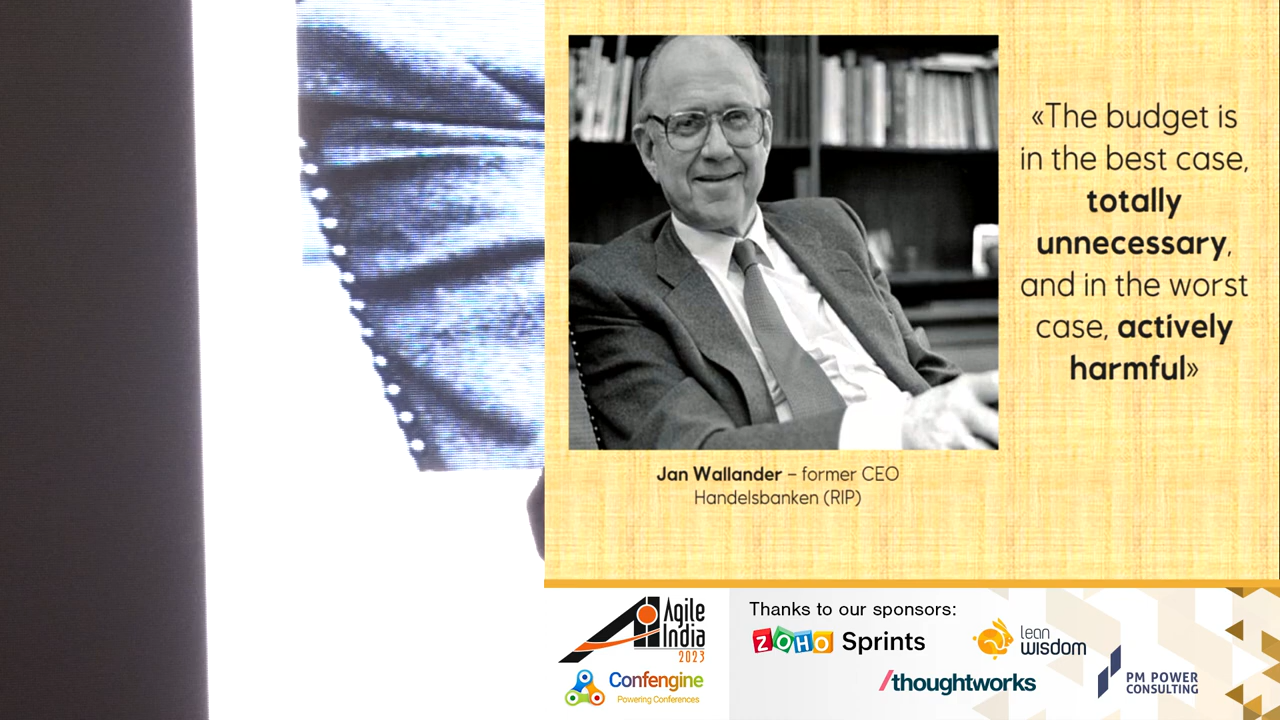 «The budget is
in the best case,
totally
unnecessary,
and in the worst
case, actively
harmful»
Jan Wallander – former CEO
Handelsbanken (RIP)
Agile
India
2023
Confengine
Powering Conferences
Thanks to our sponsors:
ZOHO Sprints
lean
wisdom
/thoughtworks
PM POWER
CONSULTING